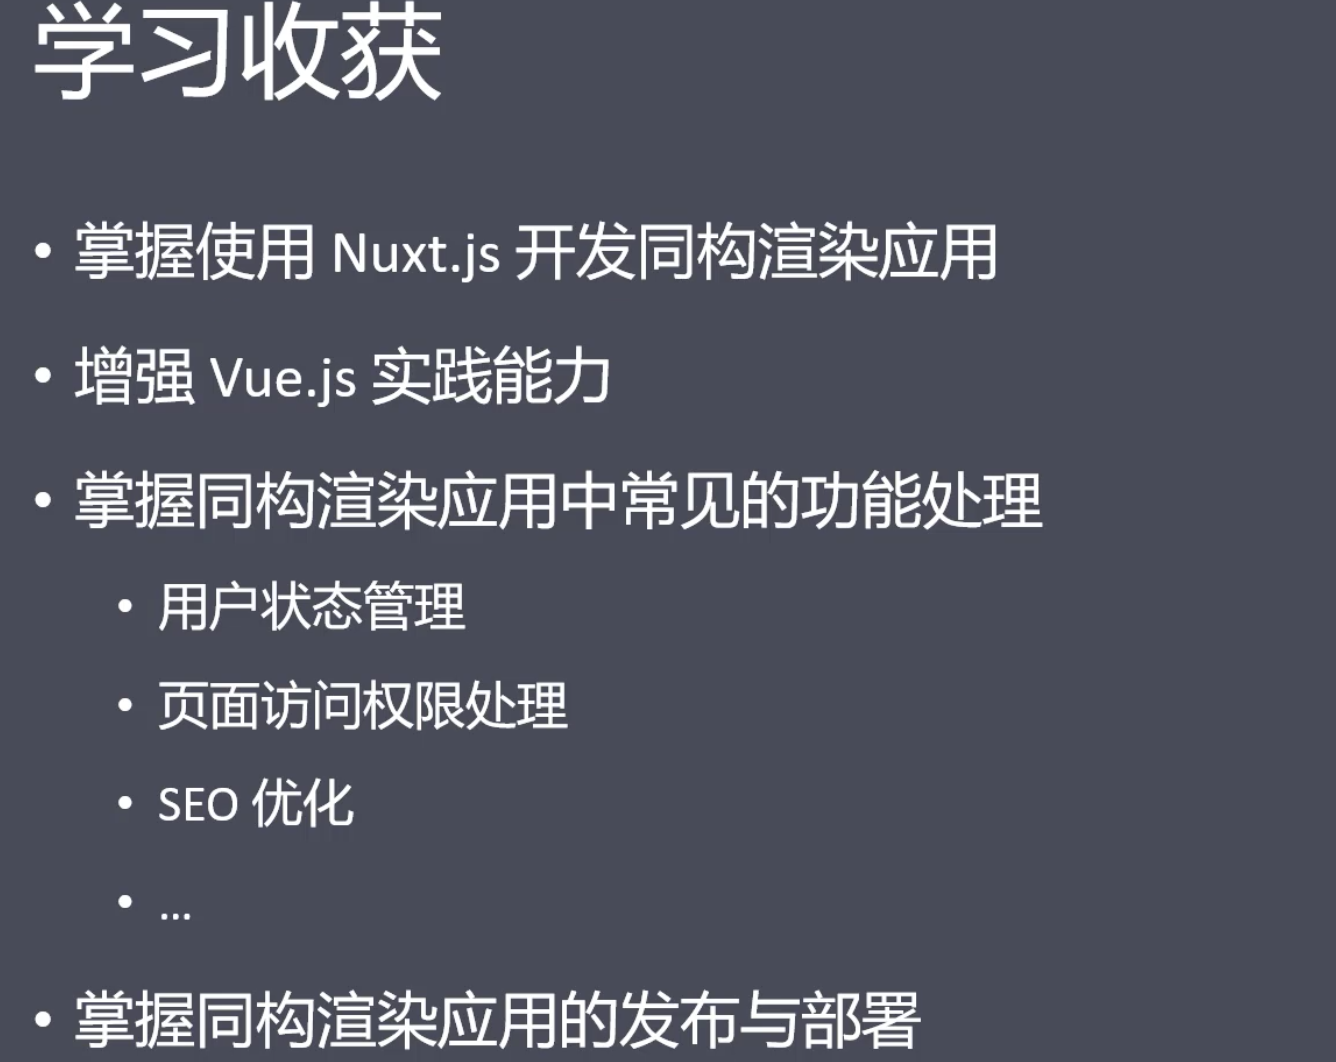 学习收获
• 掌握使用 Nuxt.js 开发同构渲染应用
• 增强 Vue.js 实践能力
• 掌握同构渲染应用中常见的功能处理
• 用户状态管理
• 页面访问权限处理
• SEO 优化
• ...
• 掌握同构渲染应用的发布与部署